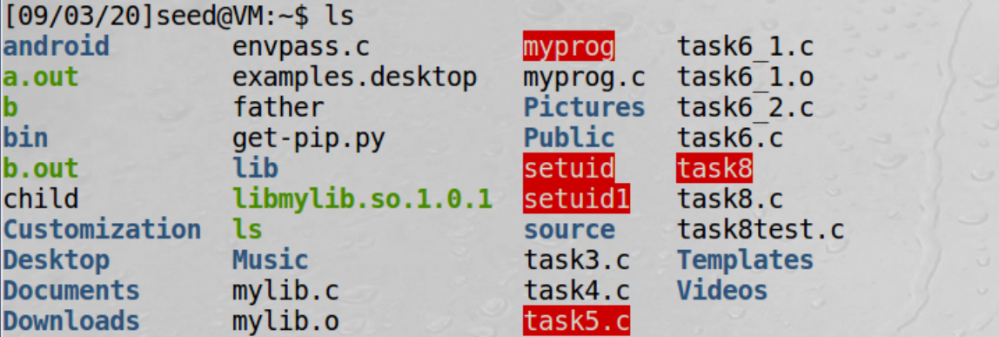 [09/03/20]seed@VM:~$ ls
android envpass.c myprog task6_1.c
a.out examples.desktop myprog.c task6_1.o
b father Pictures task6_2.c
bin get-pip.py Public task6.c
b.out lib setuid task8
child libmylib.so.1.0.1 setuid1 task8.c
Customization ls source task8test.c
Desktop Music task3.c Templates
Documents mylib.c task4.c Videos
Downloads mylib.o task5.c